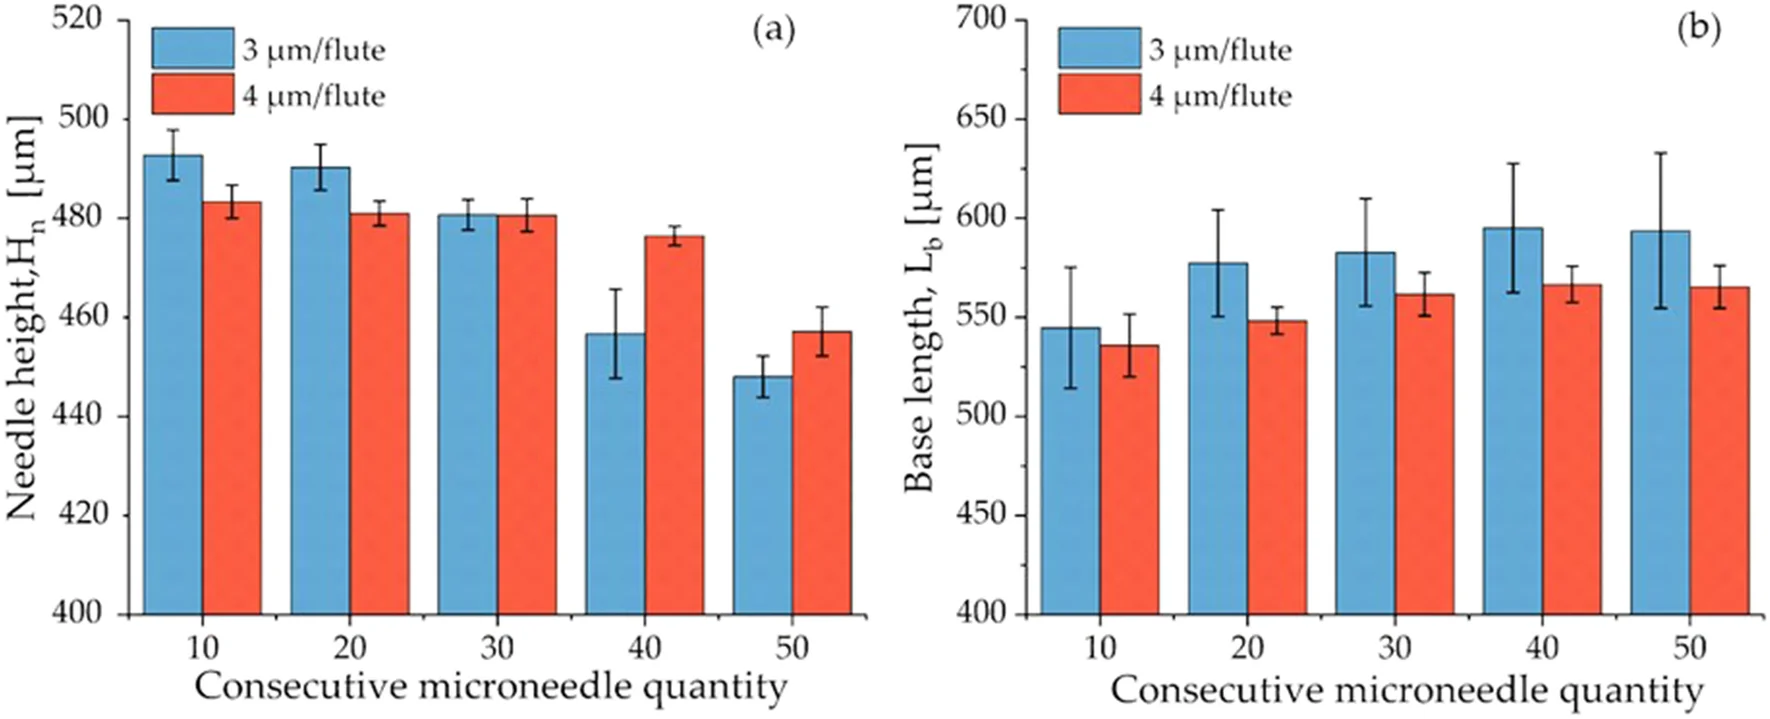 (a)
3 μm/flute
4 μm/flute
Needle height,Hn [μm]
520
500
480
460
440
420
400
10 20 30 40 50
Consecutive microneedle quantity
(b)
3 μm/flute
4 μm/flute
Base length, Lb [μm]
700
650
600
550
500
450
400
10 20 30 40 50
Consecutive microneedle quantity